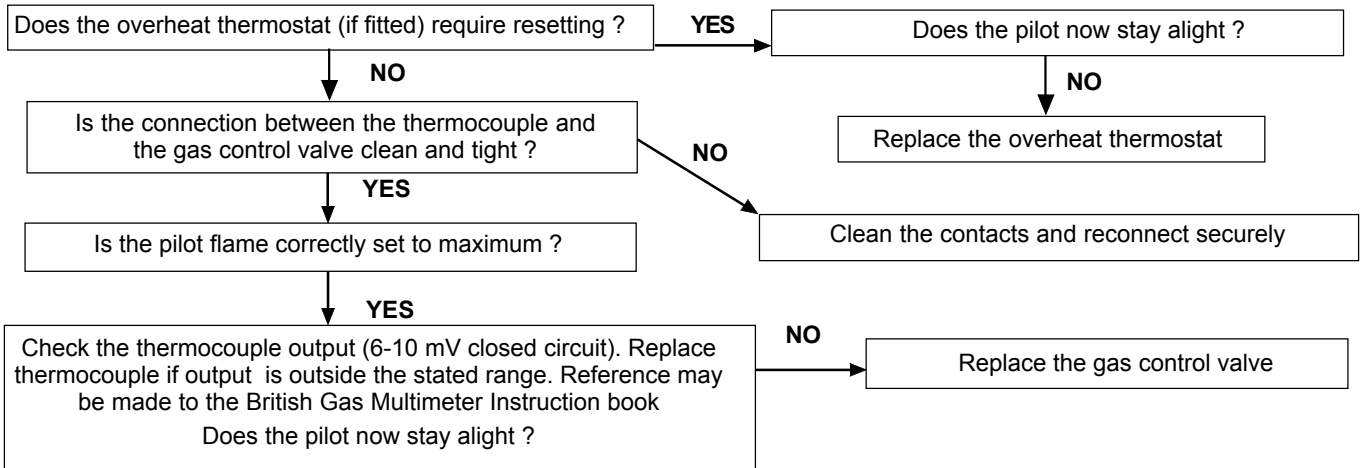 Does the overheat thermostat (if fitted) require resetting ?
YES
Does the pilot now stay alight ?
NO
NO
Is the connection between the thermocouple and
the gas control valve clean and tight ?
Replace the overheat thermostat
NO
YES
Is the pilot flame correctly set to maximum ?
Clean the contacts and reconnect securely
YES
Check the thermocouple output (6-10 mV closed circuit). Replace
thermocouple if output is outside the stated range. Reference may
be made to the British Gas Multimeter Instruction book
Does the pilot now stay alight ?
NO
Replace the gas control valve